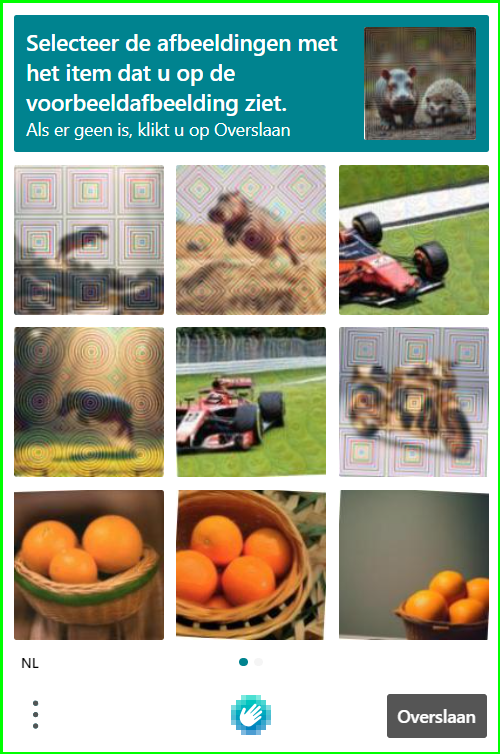 Selecteer de afbeeldingen met
het item dat u op de
voorbeeldafbeelding ziet.
Als er geen is, klikt u op Overslaan
NL
Overslaan